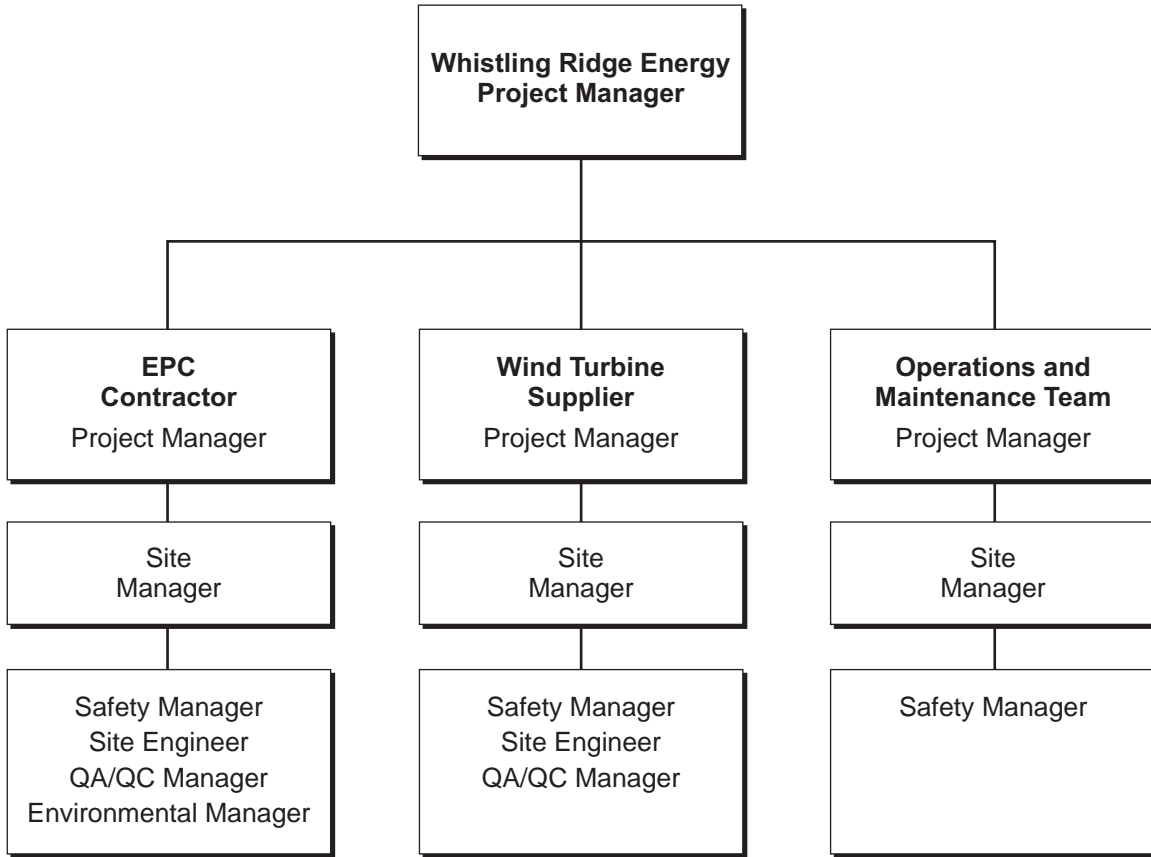 Whistling Ridge Energy
Project Manager
EPC
Contractor
Project Manager
Wind Turbine
Supplier
Project Manager
Operations and
Maintenance Team
Project Manager
Site
Manager
Site
Manager
Site
Manager
Safety Manager
Site Engineer
QA/QC Manager
Environmental Manager
Safety Manager
Site Engineer
QA/QC Manager
Safety Manager